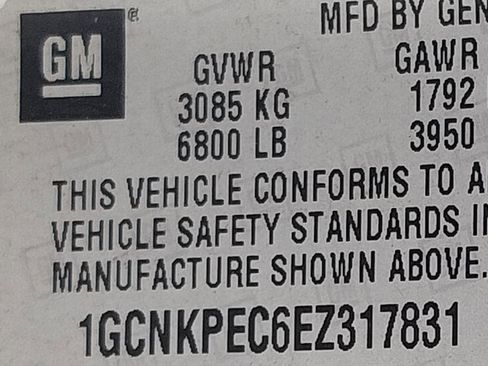 GM
MFD BY GEN
GVWR GAWR
3085 KG 1792
6800 LB 3950
THIS VEHICLE CONFORMS TO A
VEHICLE SAFETY STANDARDS IN
MANUFACTURE SHOWN ABOVE.
1GCNKPEC6EZ317831